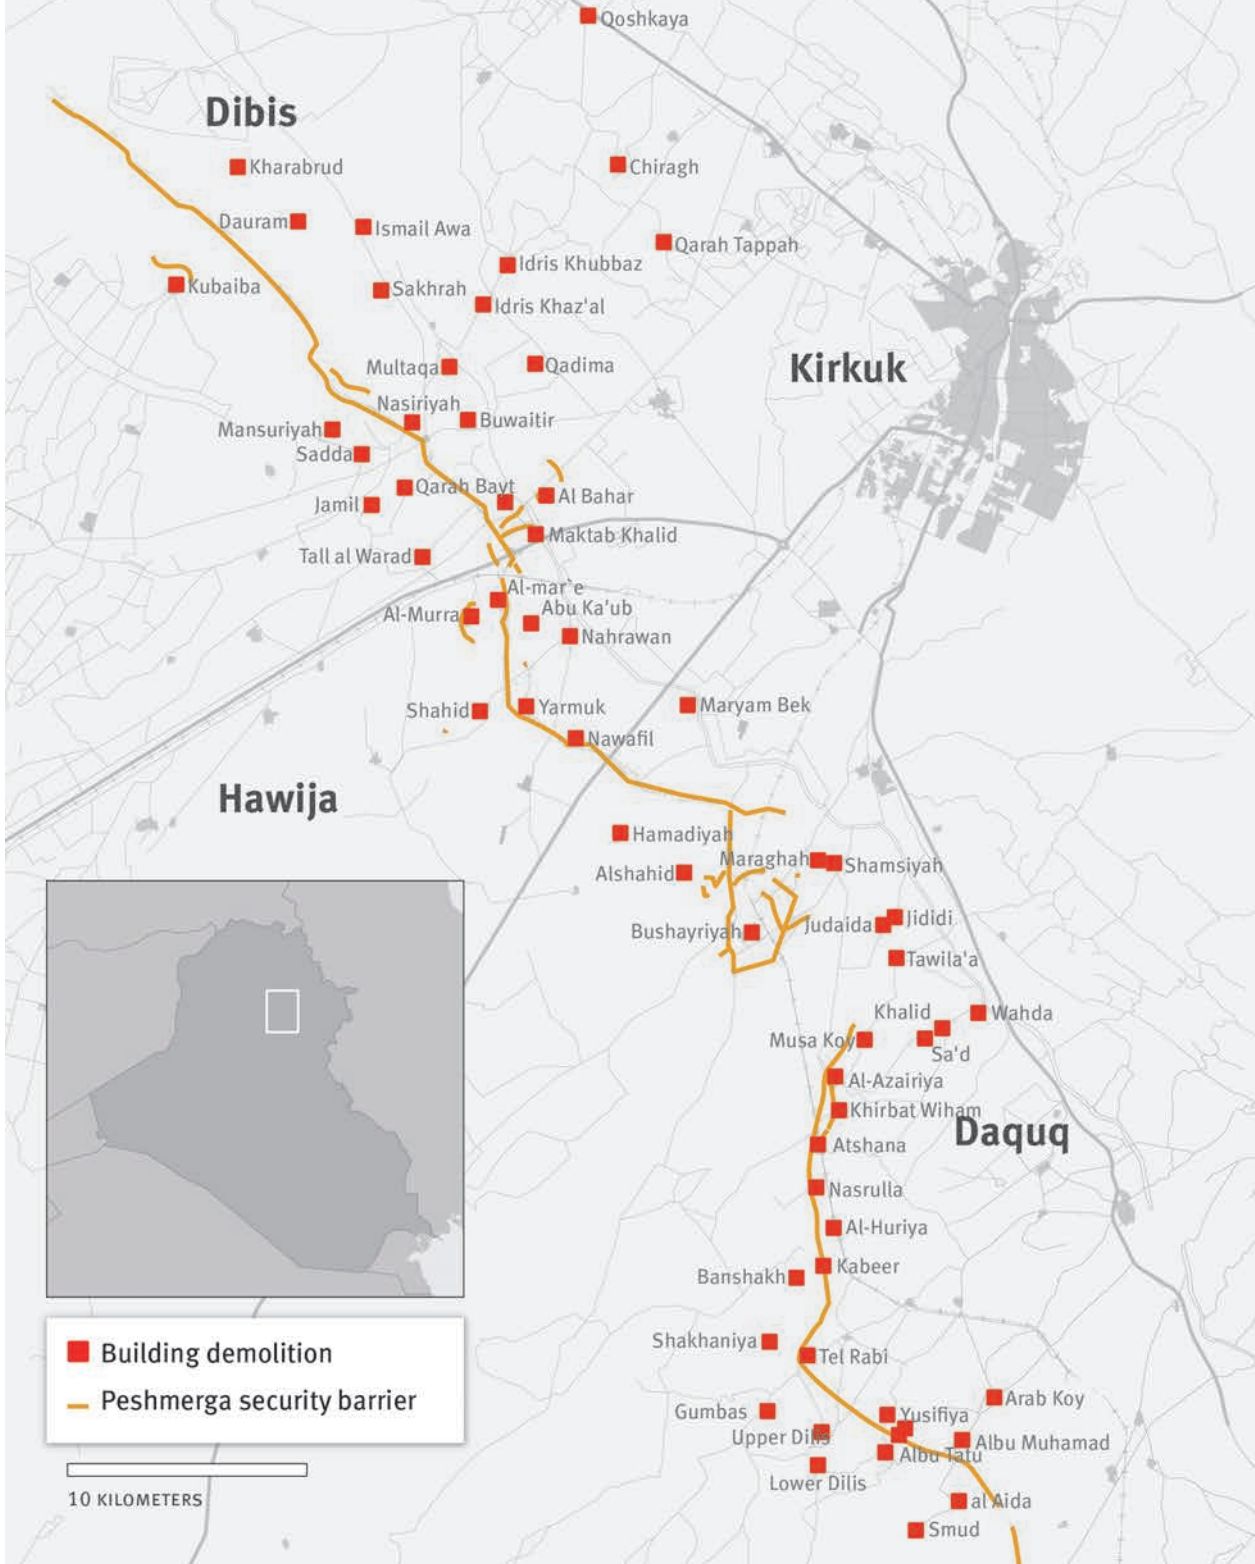 Qoshkaya
Dibis
Kharabrud
Chiragh
Dauram
Ismail Awa
Qarah Tappah
Idris Khubbaz
Kubaiba
Sakhrah
Idris Khaz'al
Multaqa
Qadima
Kirkuk
Nasiriyah
Buwaitir
Mansuriyah
Sadda
Qarah Bayt
Al Bahar
Jamil
Maktab Khalid
Tall al Warad
Al-mar`e
Abu Ka'ub
Al-Murra
Nahrawan
Shahid
Yarmuk
Maryam Bek
Nawafil
Hawija
Hamadiyah
Maraghah
Shamsiyah
Alshahid
Bushayriyah
Judaida
Jididi
Tawila'a
Khalid
Wahda
Musa Koy
Sa'd
Al-Azairiya
Khirbat Wiham
Daquq
Atshana
Nasrulla
Al-Huriya
Kabeer
Banshakh
Shakhaniya
Tel Rabi
Building demolition
Peshmerga security barrier
Arab Koy
Gumbas
Yusifiya
Upper Dilis
Albu Muhamad
Albu Tatu
Lower Dilis
10 KILOMETERS
al Aida
Smud